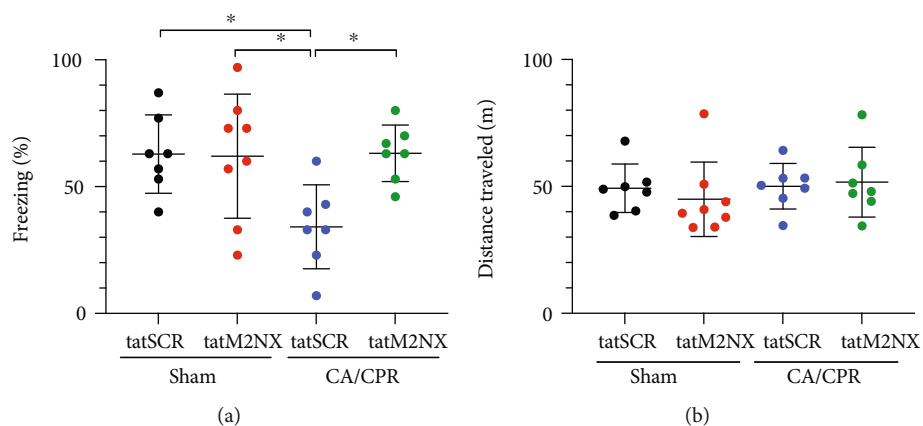 (a)
(b)
* 
* *
Freezing (%)
100
50
0
tatSCR tatM2NX tatSCR tatM2NX
Sham CA/CPR
Distance traveled (m)
100
50
0
tatSCR tatM2NX tatSCR tatM2NX
Sham CA/CPR
(a)
(b)